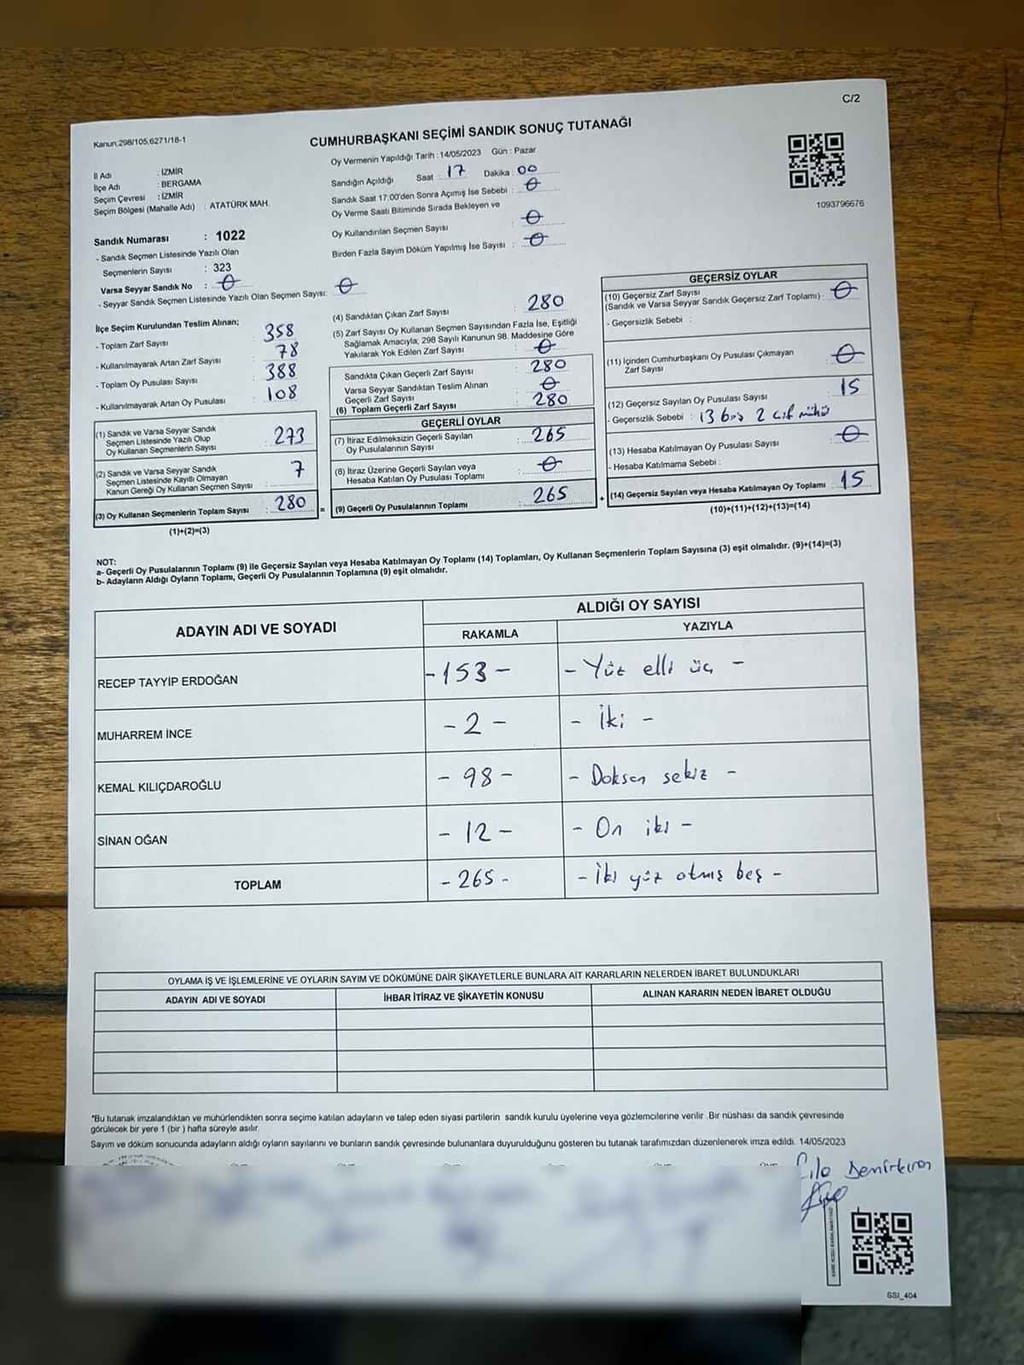 C/2
Kanun:298/105,6271/18-1
CUMHURBAŞKANI SEÇİMİ SANDIK SONUÇ TUTANAĞI
Oy Vermenin Yapıldığı Tarih : 14/05/2023 Gün : Pazar
İl Adı : İZMİR
İlçe Adı : BERGAMA
Seçim Çevresi : İZMİR
Seçim Bölgesi (Mahalle Adı) : ATATÜRK MAH.
Sandığın Açıldığı Saat : 17 Dakika : 00
Sandık Saat 17:00'den Sonra Açımış İse Sebebi : 0
Oy Verme Saati Bitiminde Sırada Bekleyen ve
Oy Kullandırılan Seçmen Sayısı : 0
Birden Fazla Sayım Döküm Yapılmış İse Sayısı : 0
1093796676
Sandık Numarası : 1022
- Sandık Seçmen Listesinde Yazılı Olan
Seçmenlerin Sayısı : 323
Varsa Seyyar Sandık No : 0
- Seyyar Sandık Seçmen Listesinde Yazılı Olan Seçmen Sayısı: 0
İlçe Seçim Kurulundan Teslim Alınan;
- Toplam Zarf Sayısı : 358
- Kullanılmayarak Artan Zarf Sayısı : 78
- Toplam Oy Pusulası Sayısı : 388
- Kullanılmayarak Artan Oy Pusulası : 108
(1) Sandık ve Varsa Seyyar Sandık
Seçmen Listesinde Yazılı Olup
Oy Kullanan Seçmenlerin Sayısı : 273
(2) Sandık ve Varsa Seyyar Sandık
Seçmen Listesinde Kayıtlı Olmayan
Kanun Gereği Oy Kullanan Seçmen Sayısı : 7
(3) Oy Kullanan Seçmenlerin Toplam Sayısı : 280
(1)+(2)=(3)
(4) Sandıktan Çıkan Zarf Sayısı : 280
(5) Zarf Sayısı Oy Kullanan Seçmen Sayısından Fazla İse, Eşitliği
Sağlamak Amacıyla, 298 Sayılı Kanunun 98. Maddesine Göre
Yakılarak Yok Edilen Zarf Sayısı : 0
Sandıkta Çıkan Geçerli Zarf Sayısı : 280
Varsa Seyyar Sandıktan Teslim Alınan
Geçerli Zarf Sayısı : 0
(6) Toplam Geçerli Zarf Sayısı : 280
GEÇERLİ OYLAR
(7) İtiraz Edilmeksizin Geçerli Sayılan
Oy Pusulalarının Sayısı : 265
(8) İtiraz Üzerine Geçerli Sayılan veya
Hesaba Katılan Oy Pusulası Toplamı : 0
= (9) Geçerli Oy Pusulalarının Toplamı : 265
GEÇERSİZ OYLAR
(10) Geçersiz Zarf Sayısı
(Sandık ve Varsa Seyyar Sandık Geçersiz Zarf Toplamı) : 0
- Geçersizlik Sebebi :
(11) İçinden Cumhurbaşkanı Oy Pusulası Çıkmayan
Zarf Sayısı : 0
(12) Geçersiz Sayılan Oy Pusulası Sayısı : 15
- Geçersizlik Sebebi : 13 boş 2 çift mühür
(13) Hesaba Katılmayan Oy Pusulası Sayısı : 0
- Hesaba Katılmama Sebebi :
+ (14) Geçersiz Sayılan veya Hesaba Katılmayan Oy Toplamı : 15
(10)+(11)+(12)+(13)=(14)
NOT:
a- Geçerli Oy Pusulalarının Toplamı (9) ile Geçersiz Sayılan veya Hesaba Katılmayan Oy Toplamı (14) Toplamları, Oy Kullanan Seçmenlerin Toplam Sayısına (3) eşit olmalıdır. (9)+(14)=(3)
b- Adayların Aldığı Oyların Toplamı, Geçerli Oy Pusulalarının Toplamına (9) eşit olmalıdır.
ADAYIN ADI VE SOYADI ALDIĞI OY SAYISI
RAKAMLA YAZIYLA
RECEP TAYYİP ERDOĞAN -153- - Yüz elli üç -
MUHARREM İNCE - 2 - - İki -
KEMAL KILIÇDAROĞLU - 98 - - Doksan sekiz -
SİNAN OĞAN - 12 - - On iki -
TOPLAM - 265 - - İki yüz atmış beş -
OYLAMA İŞ VE İŞLEMLERİNE VE OYLARIN SAYIM VE DÖKÜMÜNE DAİR ŞİKAYETLERLE BUNLARA AİT KARARLARIN NELERDEN İBARET BULUNDUKLARI
ADAYIN ADI VE SOYADI İHBAR İTİRAZ VE ŞİKAYETİN KONUSU ALINAN KARARIN NEDEN İBARET OLDUĞU
*Bu tutanak imzalandıktan ve mühürlendikten sonra seçime katılan adayların ve talep eden siyasi partilerin sandık kurulu üyelerine veya gözlemcilerine verilir .Bir nüshası da sandık çevresinde
görülecek bir yere 1 (bir ) hafta süreyle asılır.
Sayım ve döküm sonucunda adayların aldığı oyların sayılarını ve bunların sandık çevresinde bulunanlara duyurulduğunu gösteren bu tutanak tarafımızdan düzenlenerek imza edildi. 14/05/2023
Demirkıran
GSI_404